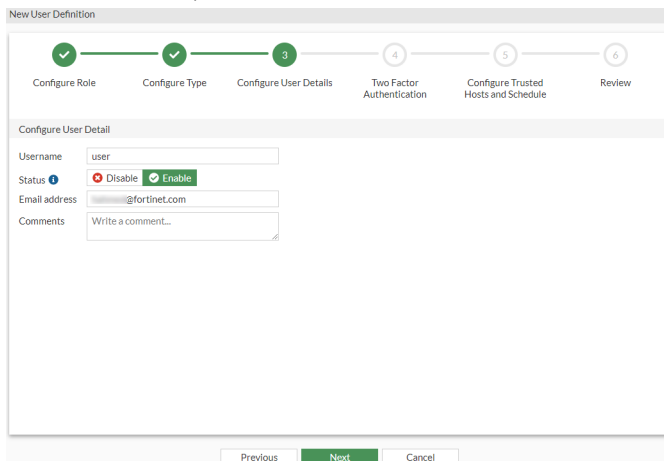 New User Definition
3
4
5
6
Configure Role
Configure Type
Configure User Details
Two Factor
Authentication
Configure Trusted
Hosts and Schedule
Review
Configure User Detail
Username user
Status Disable Enable
Email address @fortinet.com
Comments Write a comment...
Previous Next Cancel